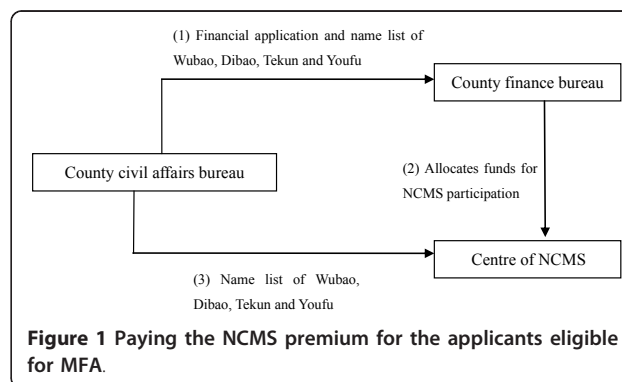 (1) Financial application and name list of
Wubao, Dibao, Tekun and Youfu
County finance bureau
County civil affairs bureau
(2) Allocates funds for
NCMS participation
Centre of NCMS
(3) Name list of Wubao,
Dibao, Tekun and Youfu
Figure 1 Paying the NCMS premium for the applicants eligible
for MFA.